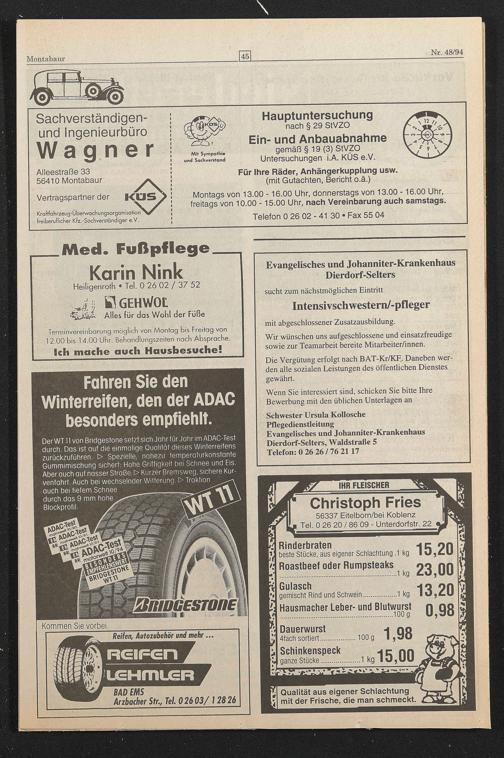 Montabaur
45
Nr. 48/94
Sachverständigen-
und Ingenieurbüro
Wagner
Alleestraße 33
56410 Montabaur
Vertragspartner der
KÜS
Kraftfahrzeug-Überwachungsorganisation
freiberuflicher Kfz.-Sachverständiger e.V.
KÜS
Mit Sympathie
und Sachverstand
Hauptuntersuchung
nach § 29 StVZO
Ein- und Anbauabnahme
gemäß § 19 (3) StVZO
Untersuchungen i.A. KÜS e.V.
Für Ihre Räder, Anhängerkupplung usw.
(mit Gutachten, Bericht o.ä.)
Montags von 13.00 - 16.00 Uhr, donnerstags von 13.00 - 16.00 Uhr,
freitags von 10.00 - 15.00 Uhr, nach Vereinbarung auch samstags.
Telefon 0 26 02 - 41 30 • Fax 55 04
Med. Fußpflege
Karin Nink
Heiligenroth • Tel. 0 26 02 / 37 52
GEHWOL
Alles für das Wohl der Füße
Terminvereinbarung möglich von Montag bis Freitag von
12.00 bis 14.00 Uhr. Behandlungszeiten nach Absprache.
Ich mache auch Hausbesuche!
Evangelisches und Johanniter-Krankenhaus
Dierdorf-Selters
sucht zum nächstmöglichen Eintritt
Intensivschwestern/-pfleger
mit abgeschlossener Zusatzausbildung.
Wir wünschen uns aufgeschlossene und einsatzfreudige
sowie zur Teamarbeit bereite Mitarbeiter/innen.
Die Vergütung erfolgt nach BAT-Kr/KF. Daneben wer-
den alle sozialen Leistungen des öffentlichen Dienstes
gewährt.
Wenn Sie interessiert sind, schicken Sie bitte Ihre
Bewerbung mit den üblichen Unterlagen an
Schwester Ursula Kollosche
Pflegedienstleitung
Evangelisches und Johanniter-Krankenhaus
Dierdorf-Selters, Waldstraße 5
Telefon: 0 26 26 / 76 21 17
Fahren Sie den
Winterreifen, den der ADAC
besonders empfiehlt.
Der WT 11 von Bridgestone setzt sich Jahr für Jahr im ADAC-Test
durch. Das ist auf die einmalige Qualität dieses Winterreifens
zurückzuführen. ▷ Spezielle, nahezu temperaturkonstante
Gummimischung sichert: Hohe Griffigkeit bei Schnee und Eis.
Aber auch auf nasser Straße. ▷ Kurzer Bremsweg, sichere Kur-
venfahrt. Auch bei wechselnder Witterung. ▷ Traktion
auch bei tiefem Schnee
durch das 9 mm hohe
Blockprofil.
WT 11
ADAC-Test
ADAC-Test
ADAC-Test
ADAC-Test
BESONDERS
EMPFEHLENSWERT
BRIDGESTONE
WT 11
BRIDGESTONE
Kommen Sie vorbei.
Reifen, Autozubehör und mehr ...
REIFEN
LEHMLER
BAD EMS
Arzbacher Str., Tel. 0 26 03 / 1 28 26
IHR FLEISCHER
Christoph Fries
56337 Eitelborn/bei Koblenz
Tel. 0 26 20 / 86 09 - Unterdorfstr. 22
Rinderbraten
beste Stücke, aus eigener Schlachtung .1 kg 15,20
Roastbeef oder Rumpsteaks
1 kg 23,00
Gulasch
gemischt Rind und Schwein 1 kg 13,20
Hausmacher Leber- und Blutwurst
100 g 0,98
Dauerwurst
4fach sortiert 100 g 1,98
Schinkenspeck
ganze Stücke 1 kg 15,00
Qualität aus eigener Schlachtung
mit der Frische, die man schmeckt.